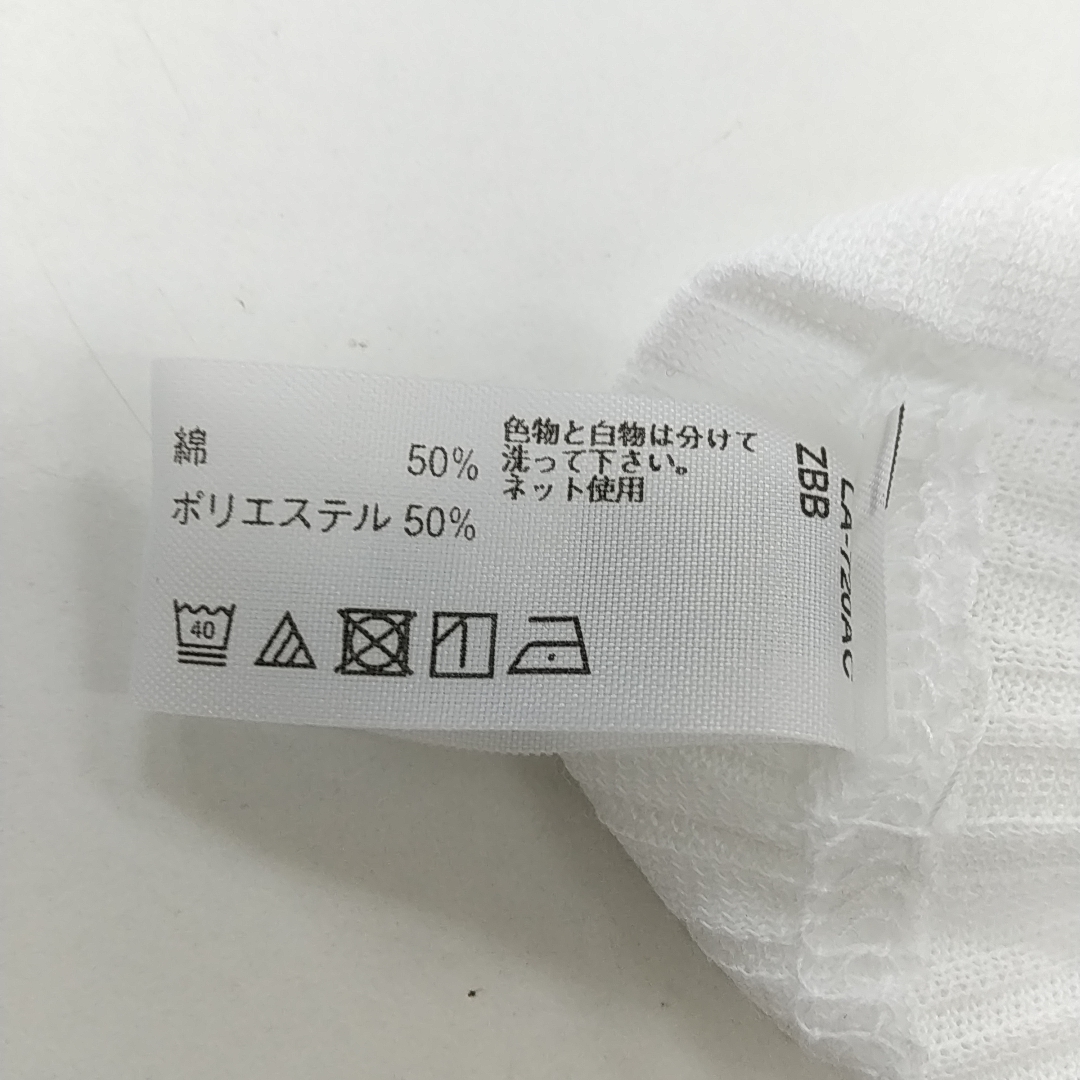 綿 50%
ポリエステル 50%
色物と白物は分けて
洗って下さい。
ネット使用
40
ZBB